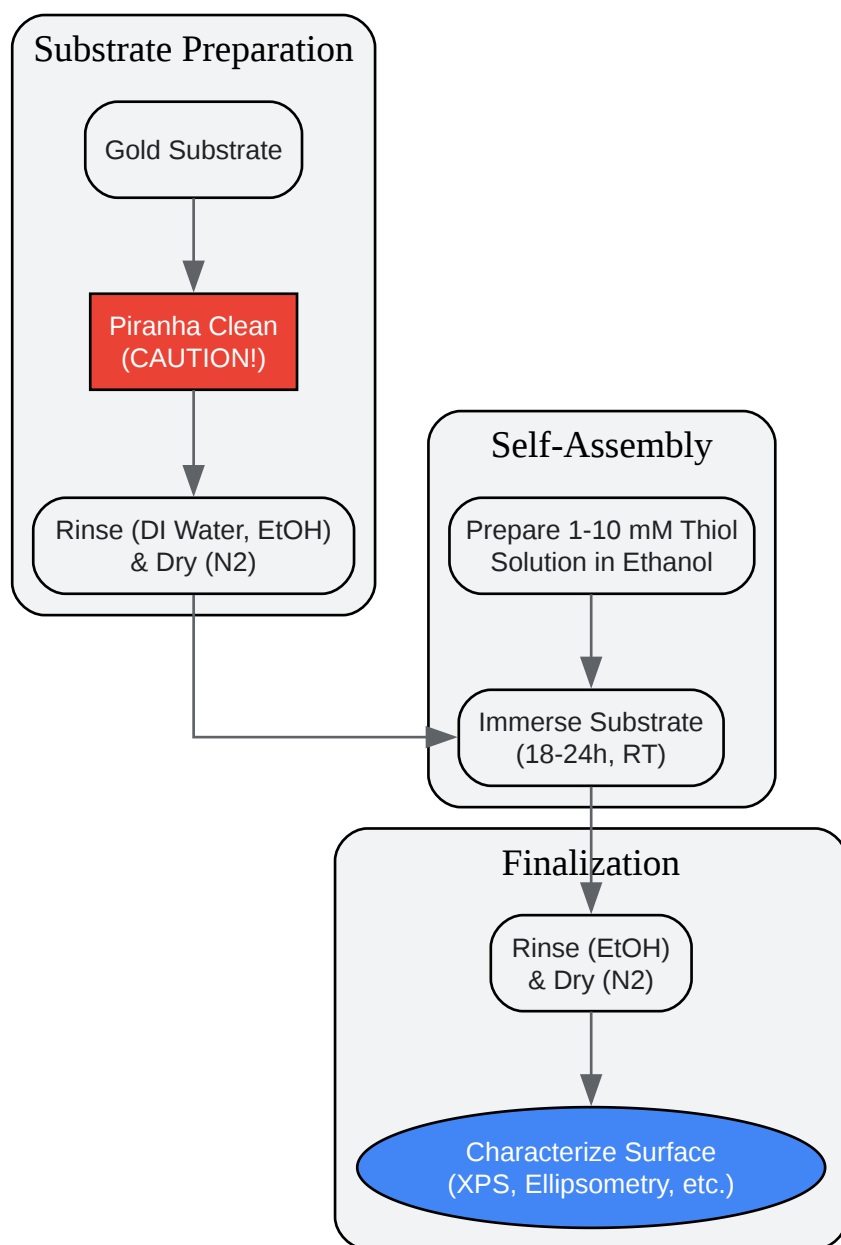 Substrate Preparation
Gold Substrate
Piranha Clean
(CAUTION!)
Rinse (DI Water, EtOH)
& Dry (N2)
Self-Assembly
Prepare 1-10 mM Thiol
Solution in Ethanol
Immerse Substrate
(18-24h, RT)
Finalization
Rinse (EtOH)
& Dry (N2)
Characterize Surface
(XPS, Ellipsometry, etc.)